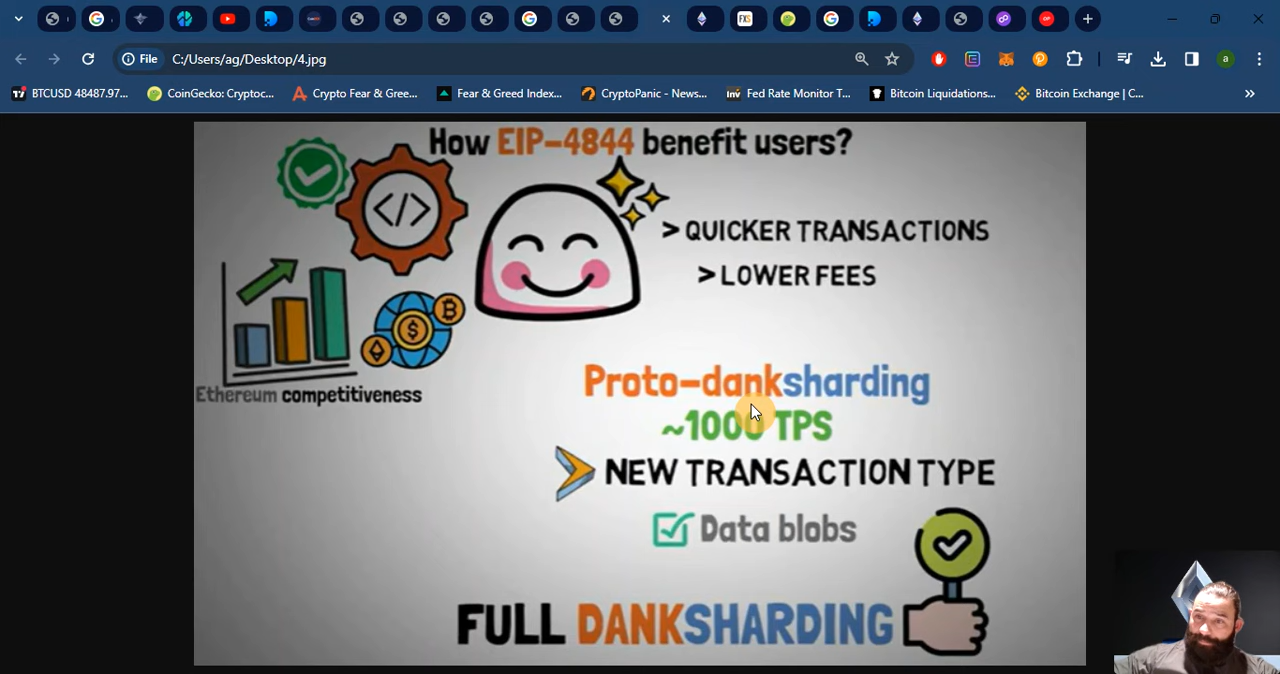 File
C:/Users/ag/Desktop/4.jpg
a
BTCUSD 48487.97...
CoinGecko: Cryptoc...
Crypto Fear & Gree...
Fear & Greed Index...
CryptoPanic - News...
Inv
Fed Rate Monitor T...
Bitcoin Liquidations...
Bitcoin Exchange | C...
How EIP-4844 benefit users?
</>
> QUICKER TRANSACTIONS
> LOWER FEES
Ethereum competitiveness
Proto-danksharding
~1000 TPS
NEW TRANSACTION TYPE
Data blobs
FULL DANKSHARDING